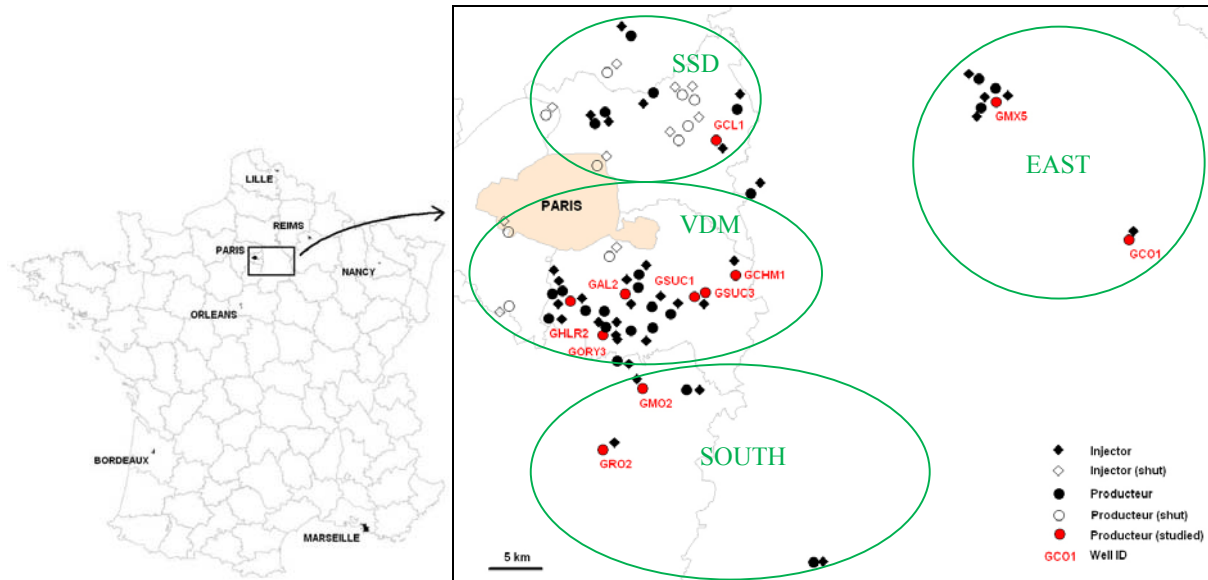 LILLE
REIMS
PARIS
NANCY
ORLEANS
BORDEAUX
MARSEILLE
SSD
GCL1
PARIS
VDM
GAL2
GSUC1
GCHM1
GSUC3
GHLR2
GORY3
GMO2
GRO2
SOUTH
GMX5
EAST
GCO1
5 km
Injector
Injector (shut)
Producteur
Producteur (shut)
Producteur (studied)
GCO1 Well ID